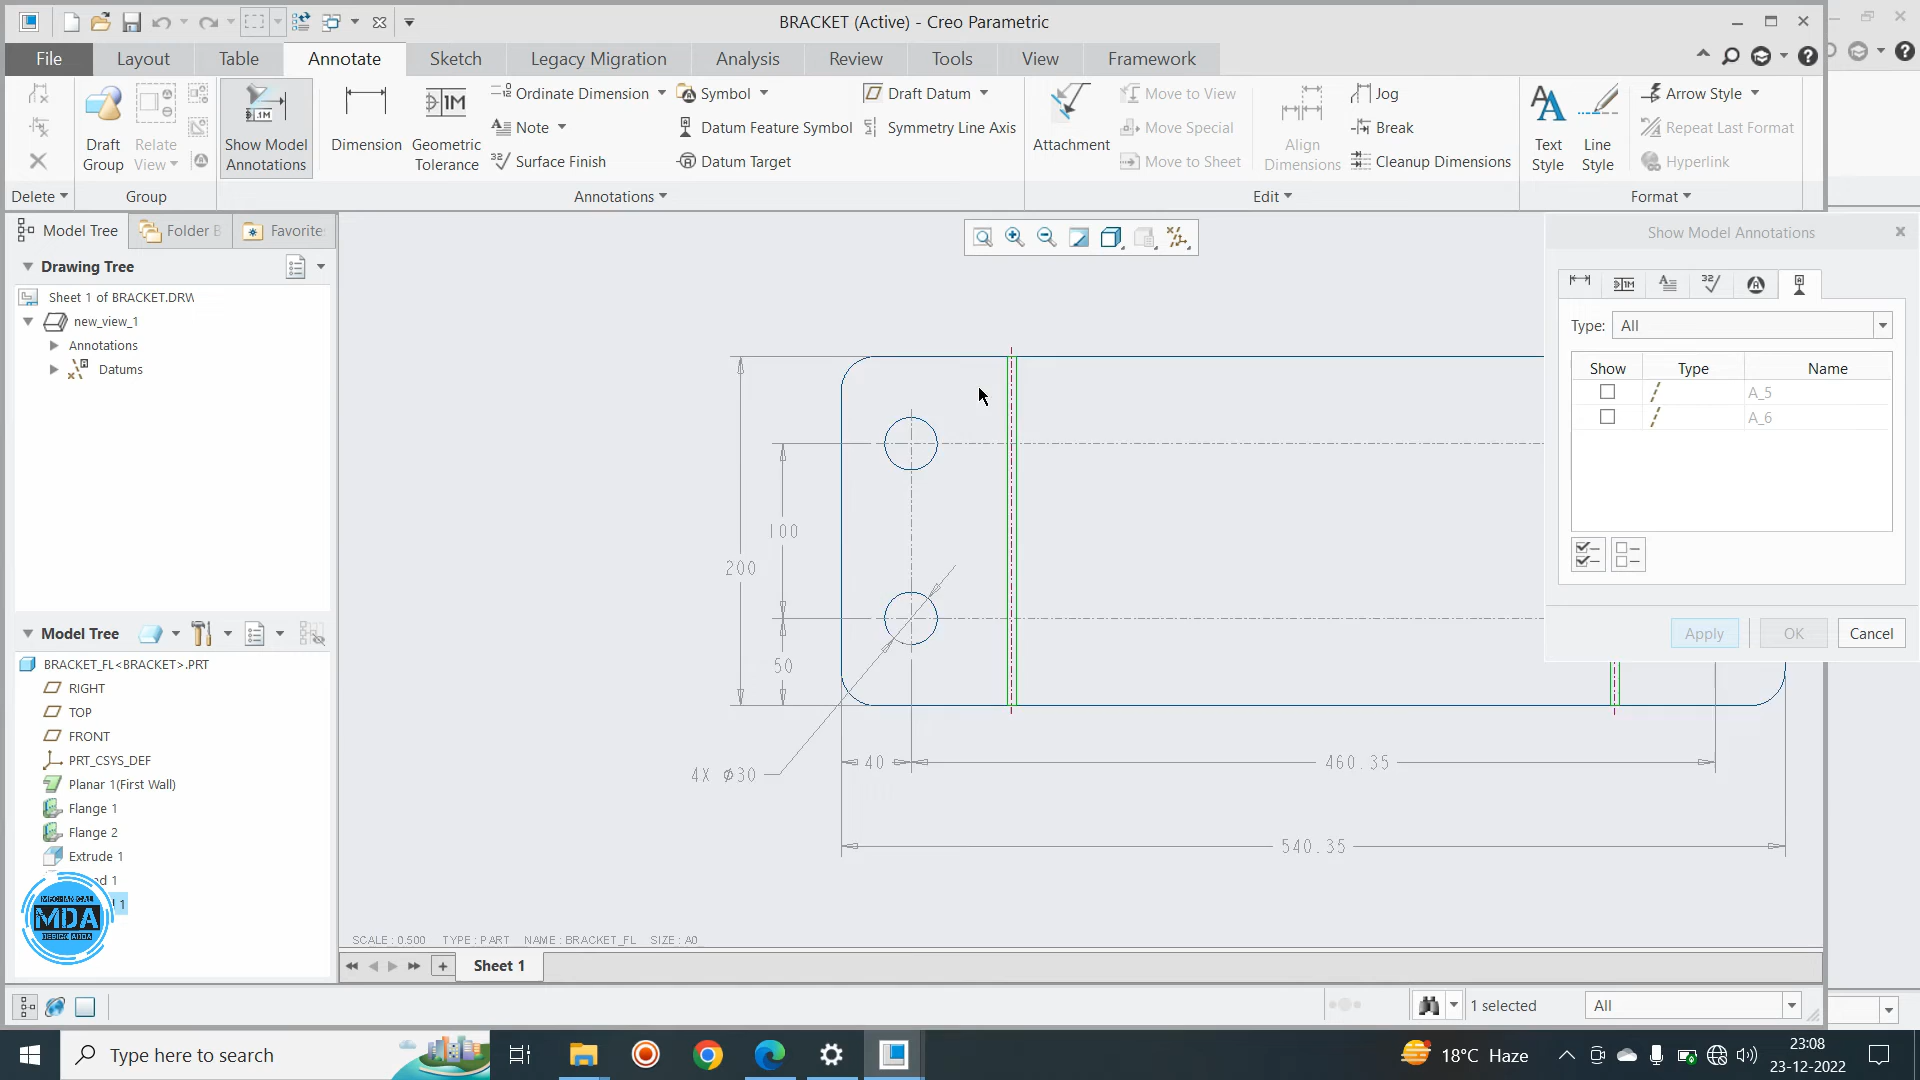 BRACKET (Active) - Creo Parametric
File
Layout
Table
Annotate
Sketch
Legacy Migration
Analysis
Review
Tools
View
Framework
Draft Group
Relate View
Show Model Annotations
Dimension
Geometric Tolerance
Ordinate Dimension
Note
Surface Finish
Symbol
Datum Feature Symbol
Datum Target
Draft Datum
Symmetry Line Axis
Attachment
Move to View
Move Special
Move to Sheet
Align Dimensions
Jog
Break
Cleanup Dimensions
Text Style
Line Style
Arrow Style
Repeat Last Format
Hyperlink
Delete
Group
Annotations
Edit
Format
Model Tree
Folder B
Favorite
Drawing Tree
Sheet 1 of BRACKET.DRW
new_view_1
Annotations
Datums
Model Tree
BRACKET_FL<BRACKET>.PRT
RIGHT
TOP
FRONT
PRT_CSYS_DEF
Planar 1(First Wall)
Flange 1
Flange 2
Extrude 1
d 1
1
MECHANICAL
MDA
DESIGN ADDA
Show Model Annotations
Type: All
Show Type Name
A_5
A_6
Apply
OK
Cancel
100
200
50
40
460.35
4X ø30
540.35
SCALE : 0.500 TYPE : PART NAME : BRACKET_FL SIZE : A0
Sheet 1
1 selected
All
Type here to search
18°C Haze
23:08
23-12-2022